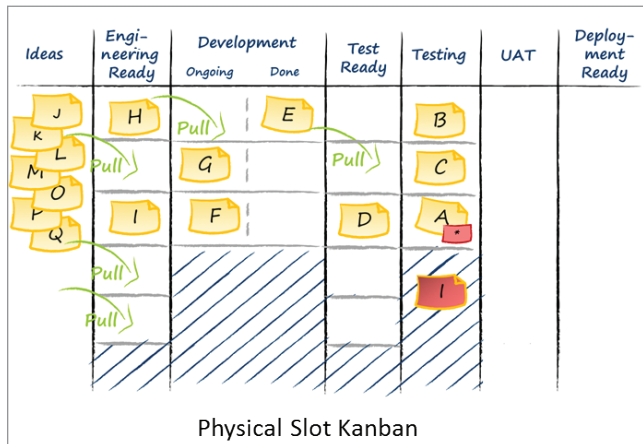 Ideas
Engi-
neering
Ready
Development
Ongoing
Done
Test
Ready
Testing
UAT
Deploy-
ment
Ready
J
K
L
M
O
P
Q
H
Pull
E
B
Pull
G
Pull
C
I
F
D
A
*
Pull
Pull
I
Physical Slot Kanban